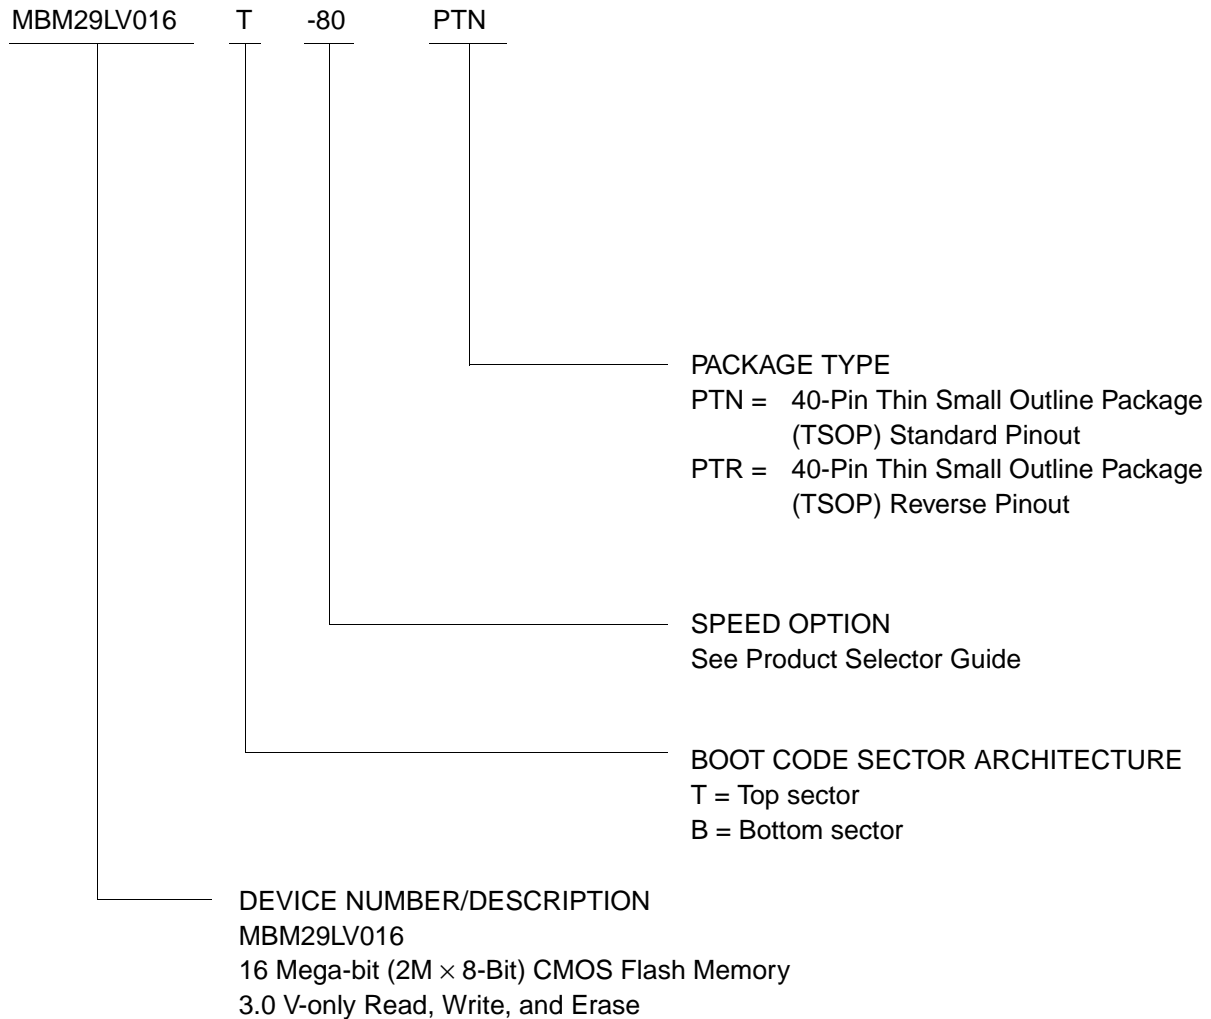 MBM29LV016 T -80 PTN
PACKAGE TYPE
PTN = 40-Pin Thin Small Outline Package
(TSOP) Standard Pinout
PTR = 40-Pin Thin Small Outline Package
(TSOP) Reverse Pinout
SPEED OPTION
See Product Selector Guide
BOOT CODE SECTOR ARCHITECTURE
T = Top sector
B = Bottom sector
DEVICE NUMBER/DESCRIPTION
MBM29LV016
16 Mega-bit (2M × 8-Bit) CMOS Flash Memory
3.0 V-only Read, Write, and Erase